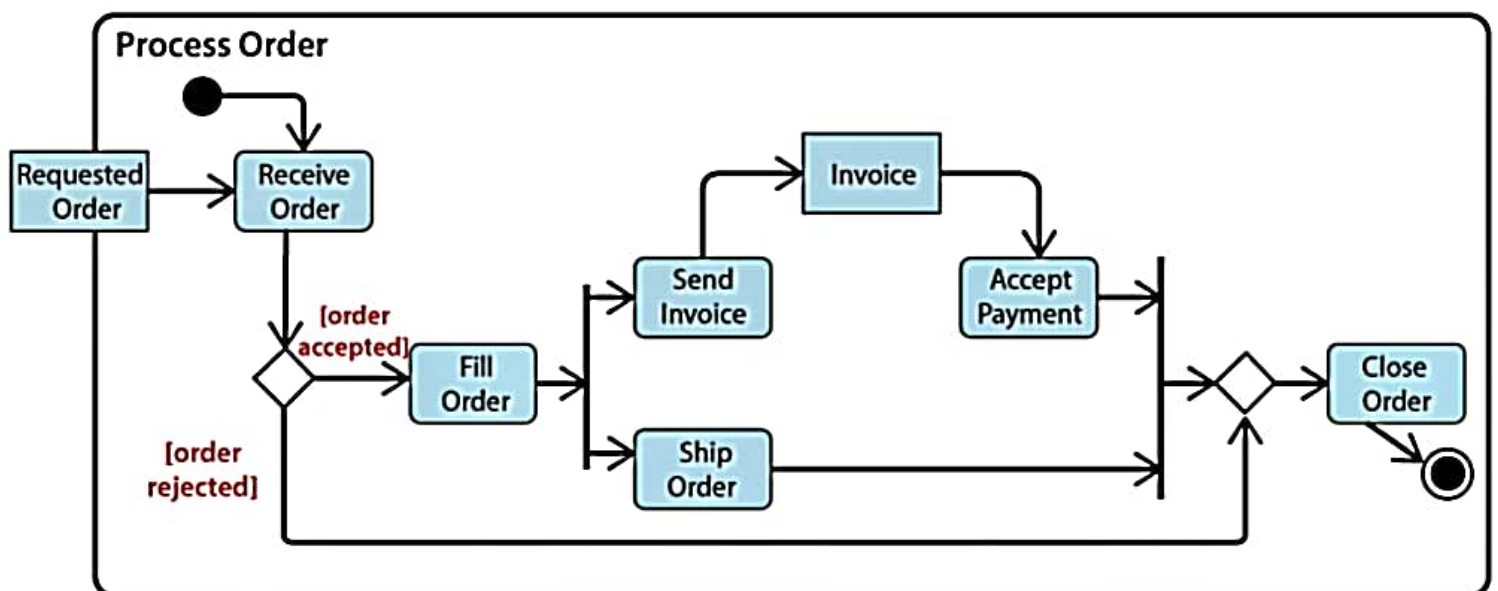 Process Order
Requested
Order
Receive
Order
Invoice
Send
Invoice
Accept
Payment
[order
accepted]
Fill
Order
Close
Order
[order
rejected]
Ship
Order